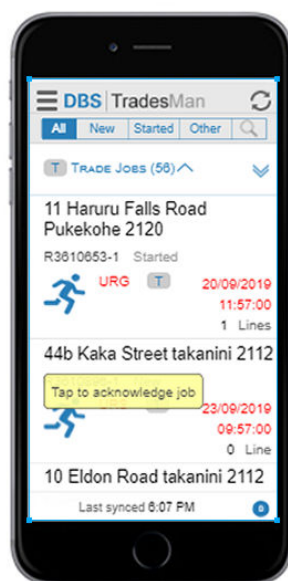 DBS TradesMan
All New Started Other
T TRADE JOBS (56)
11 Haruru Falls Road
Pukekohe 2120
R3610653-1 Started
URG T 20/09/2019
11:57:00
1 Lines
44b Kaka Street takanini 2112
Tap to acknowledge job
23/09/2019
09:57:00
0 Line
10 Eldon Road takanini 2112
Last synced 6:07 PM 0